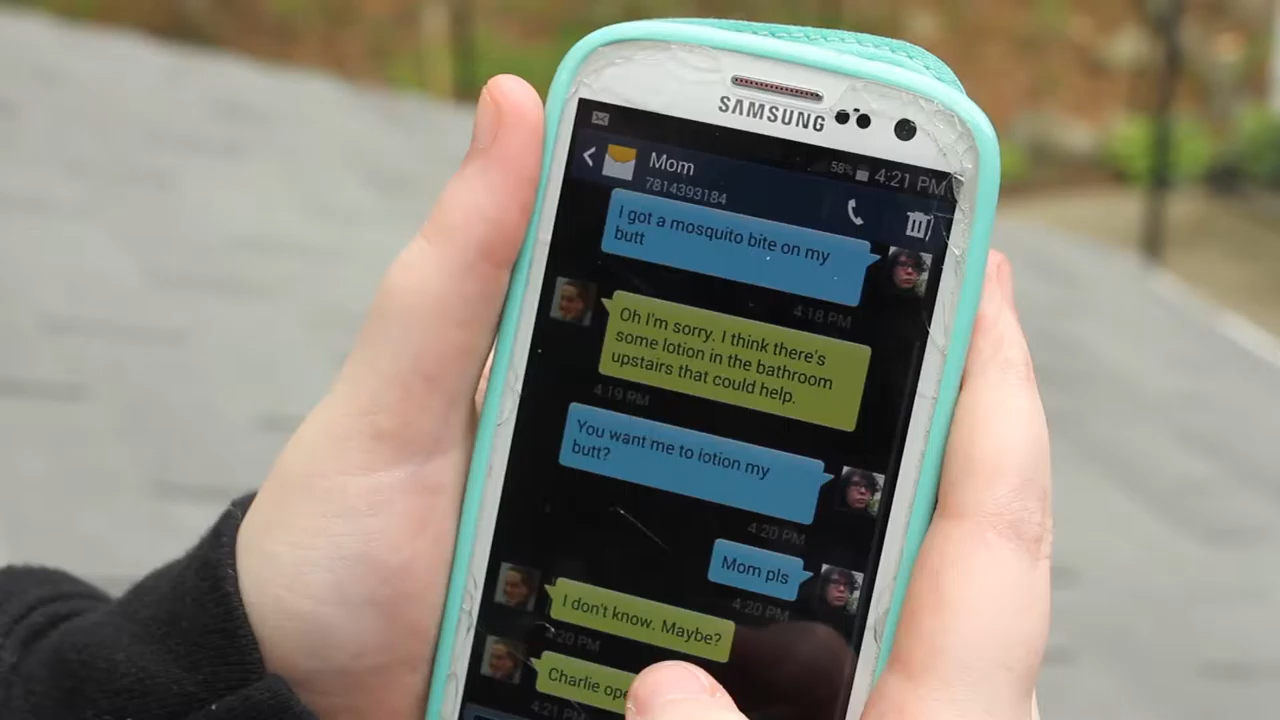 SAMSUNG
58% 4:21 PM
Mom
7814393184
I got a mosquito bite on my
butt
4:18 PM
Oh I'm sorry. I think there's
some lotion in the bathroom
upstairs that could help.
4:19 PM
You want me to iotion my
butt?
4:20 PM
Mom pls
4:20 PM
I don't know. Maybe?
4:20 PM
Charlie ope
4:21 PM